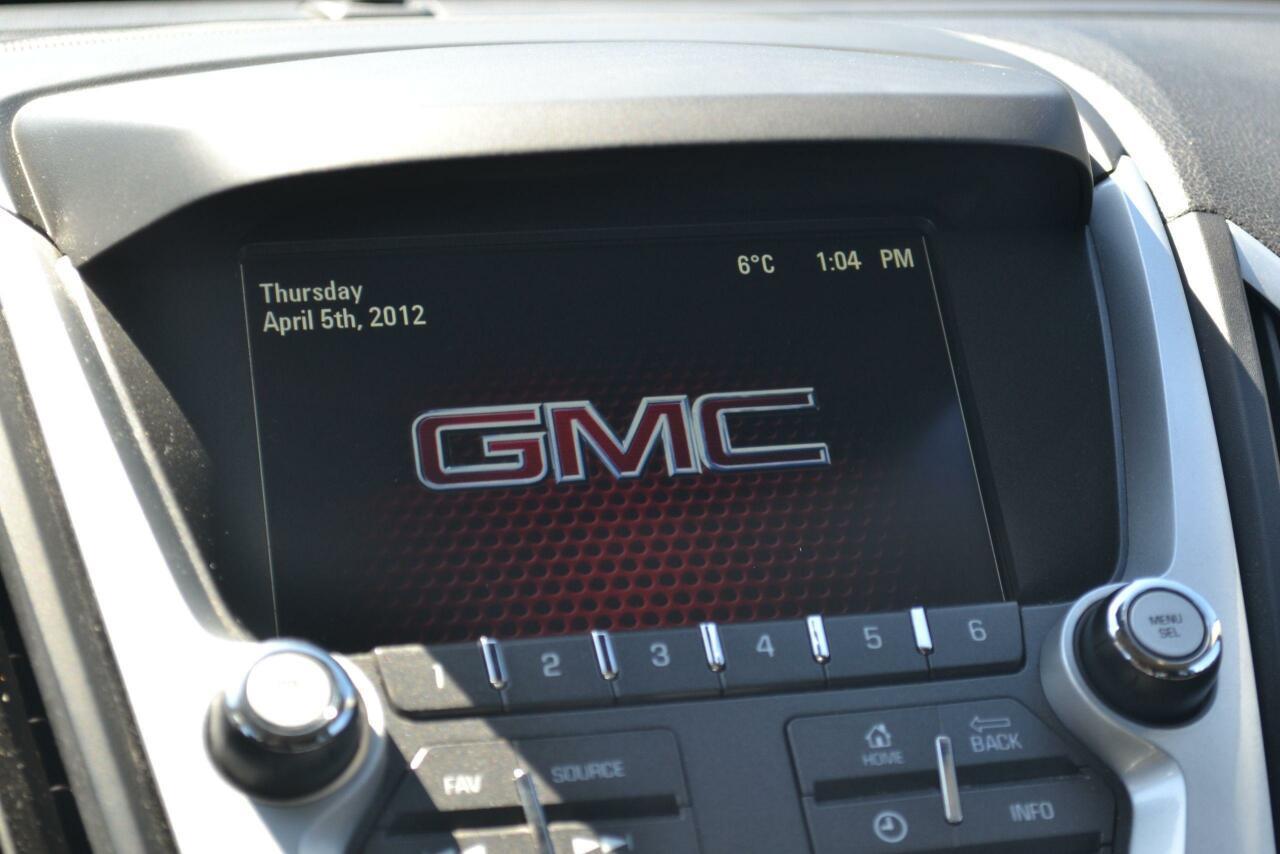 6°C 1:04 PM
Thursday
April 5th, 2012
GMC
1 2 3 4 5 6
MENU
SEL
HOME
BACK
FAV
SOURCE
INFO